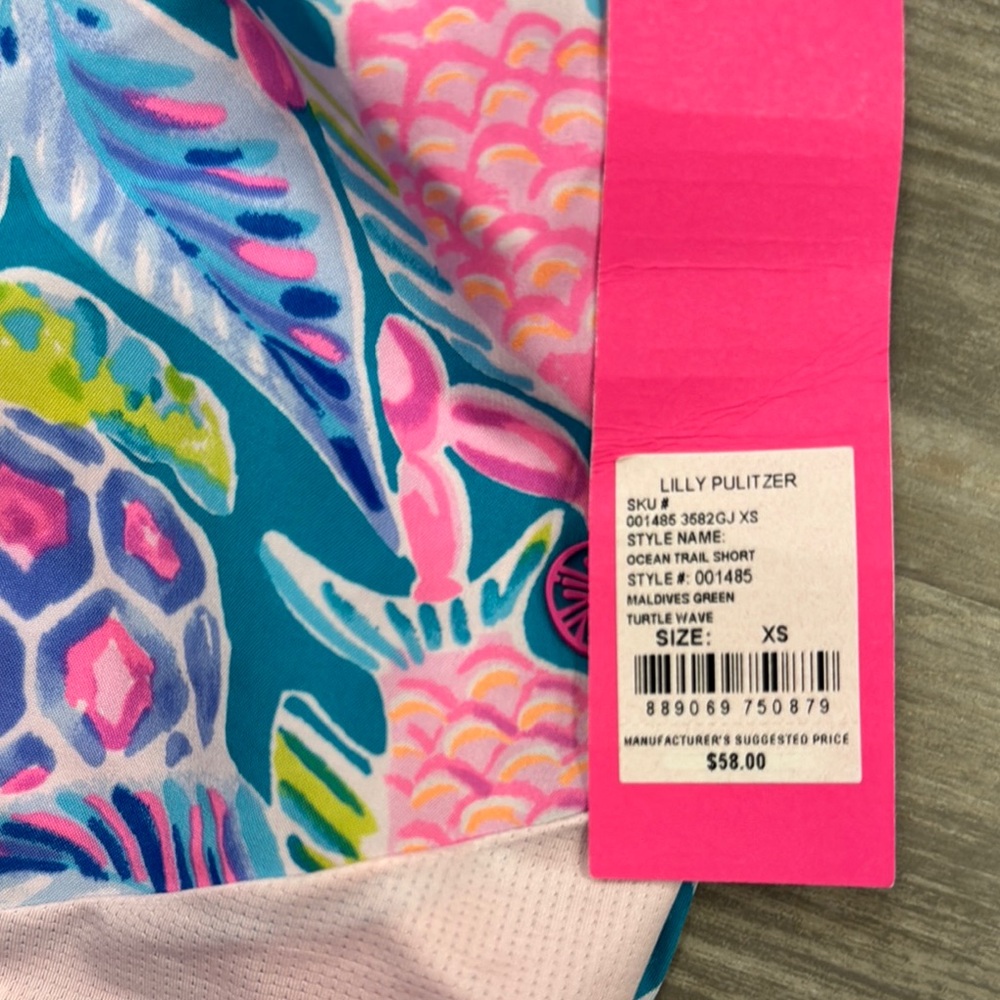 LILLY PULITZER
SKU #
001485 3582GJ XS
STYLE NAME:
OCEAN TRAIL SHORT
STYLE #: 001485
MALDIVES GREEN
TURTLE WAVE
SIZE: XS
889069 750879
MANUFACTURER'S SUGGESTED PRICE
$58.00